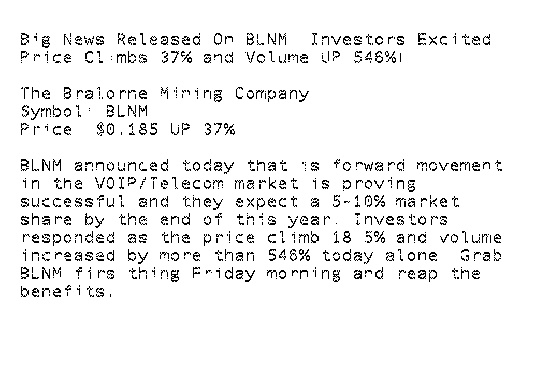 Big News Released On BLNM Investors Excited
Price Climbs 37% and Volume UP 546%!
The Bralorne Mining Company
Symbol: BLNM
Price $0.185 UP 37%
BLNM announced today that is forward movement
in the VOIP/Telecom market is proving
successful and they expect a 5-10% market
share by the end of this year. Investors
responded as the price climb 18 5% and volume
increased by more than 546% today alone Grab
BLNM firs thing Friday morning and reap the
benefits.